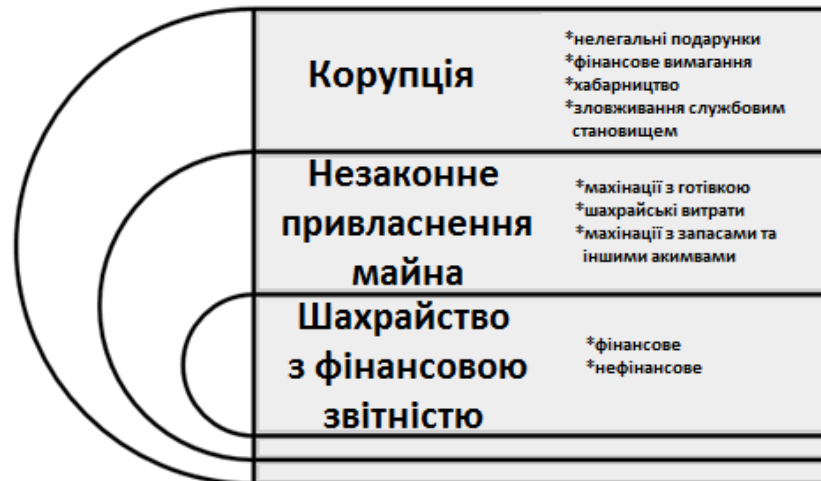 Корупція
*нелегальні подарунки
*фінансове вимагання
*хабарництво
*зловживання службовим
становищем
Незаконне
привласнення
майна
*махінації з готівкою
*шахрайські витрати
*махінації з запасами та
іншими акимвами
Шахрайство
з фінансовою
звітністю
*фінансове
*нефінансове